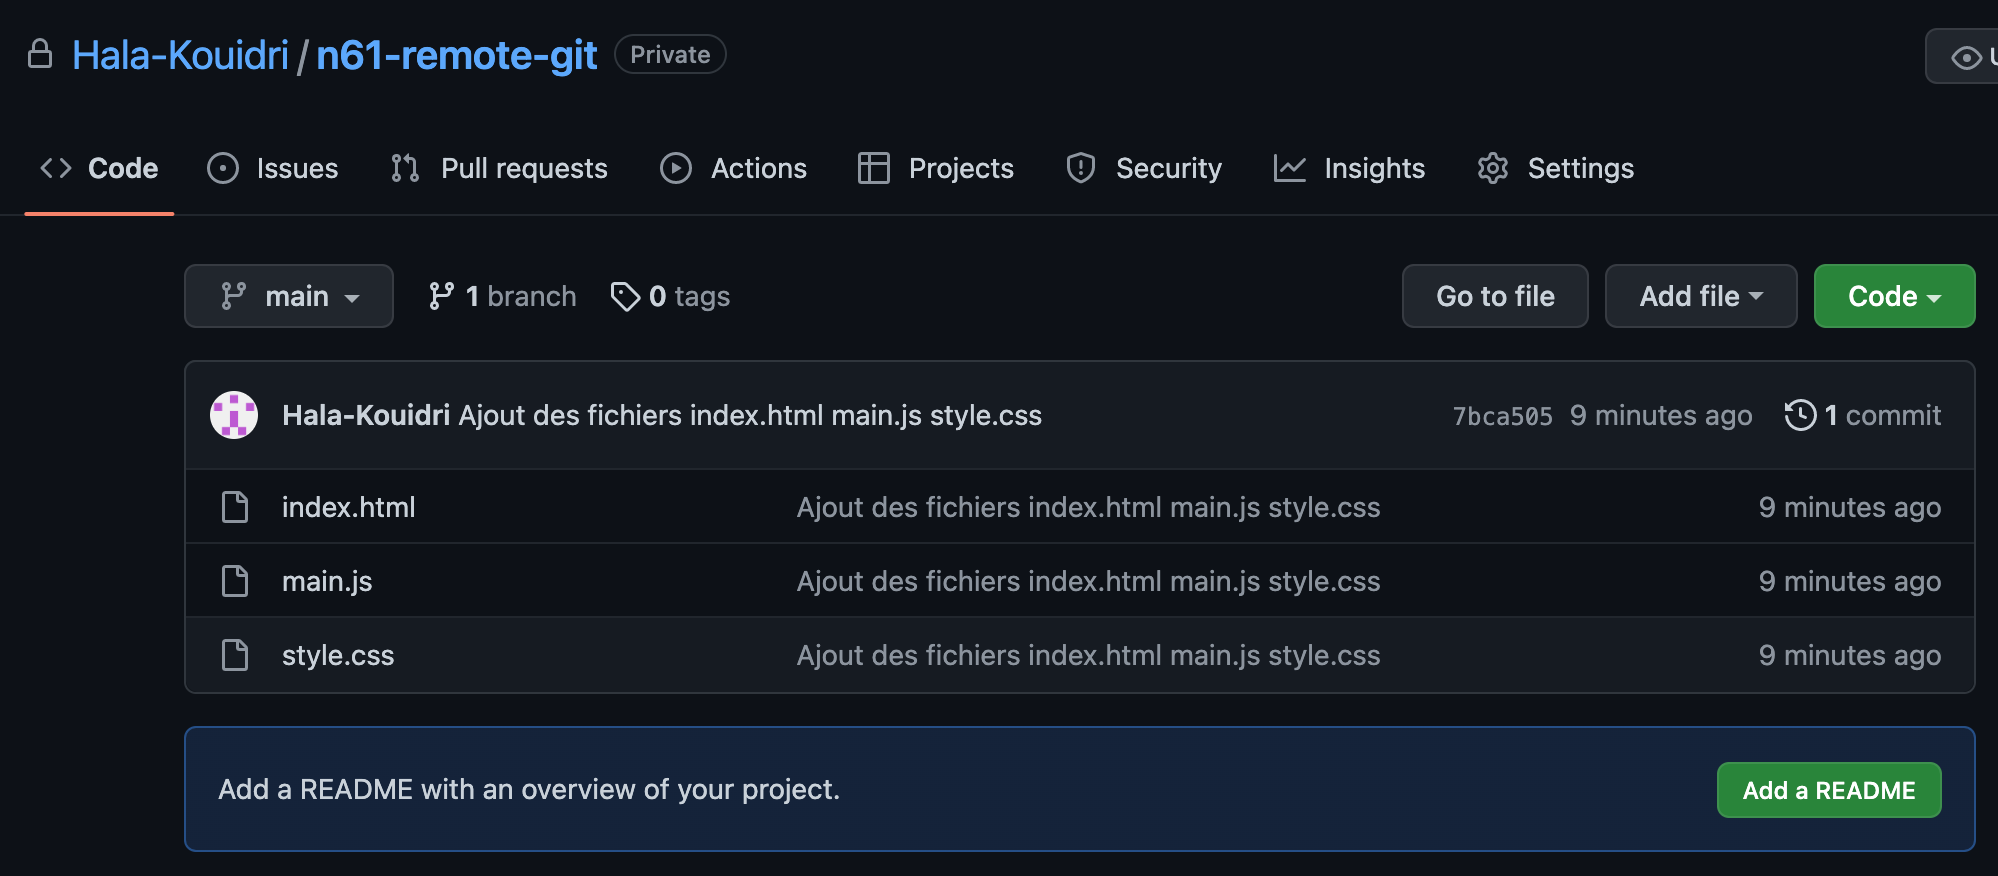 Hala-Kouidri / n61-remote-git Private
Code Issues Pull requests Actions Projects Security Insights Settings
main 1 branch 0 tags Go to file Add file Code
Hala-Kouidri Ajout des fichiers index.html main.js style.css 7bca505 9 minutes ago 1 commit
index.html Ajout des fichiers index.html main.js style.css 9 minutes ago
main.js Ajout des fichiers index.html main.js style.css 9 minutes ago
style.css Ajout des fichiers index.html main.js style.css 9 minutes ago
Add a README with an overview of your project. Add a README